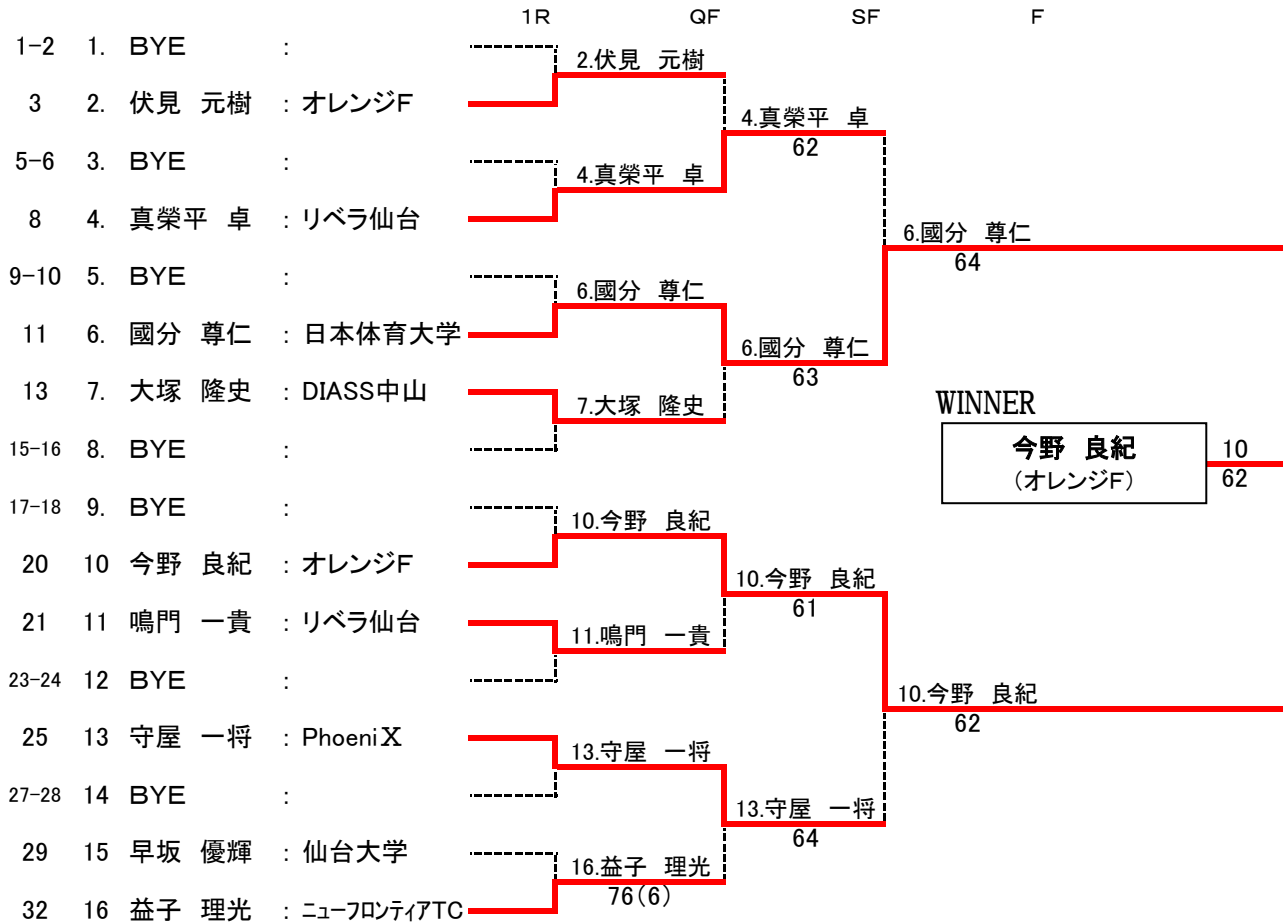 1R QF SF F
1-2 1. BYE :
2.伏見 元樹
3 2. 伏見 元樹 : オレンジF
4.真榮平 卓
62
5-6 3. BYE :
4.真榮平 卓
8 4. 真榮平 卓 : リベラ仙台
6.國分 尊仁
64
9-10 5. BYE :
6.國分 尊仁
11 6. 國分 尊仁 : 日本体育大学
6.國分 尊仁
63
13 7. 大塚 隆史 : DIASS中山
7.大塚 隆史
WINNER
15-16 8. BYE :
今野 良紀
(オレンジF)
10
62
17-18 9. BYE :
10.今野 良紀
20 10 今野 良紀 : オレンジF
10.今野 良紀
61
21 11 鳴門 一貴 : リベラ仙台
11.鳴門 一貴
23-24 12 BYE :
10.今野 良紀
62
25 13 守屋 一将 : PhoeniX
13.守屋 一将
27-28 14 BYE :
13.守屋 一将
64
29 15 早坂 優輝 : 仙台大学
16.益子 理光
76(6)
32 16 益子 理光 : ニューフロンティアTC